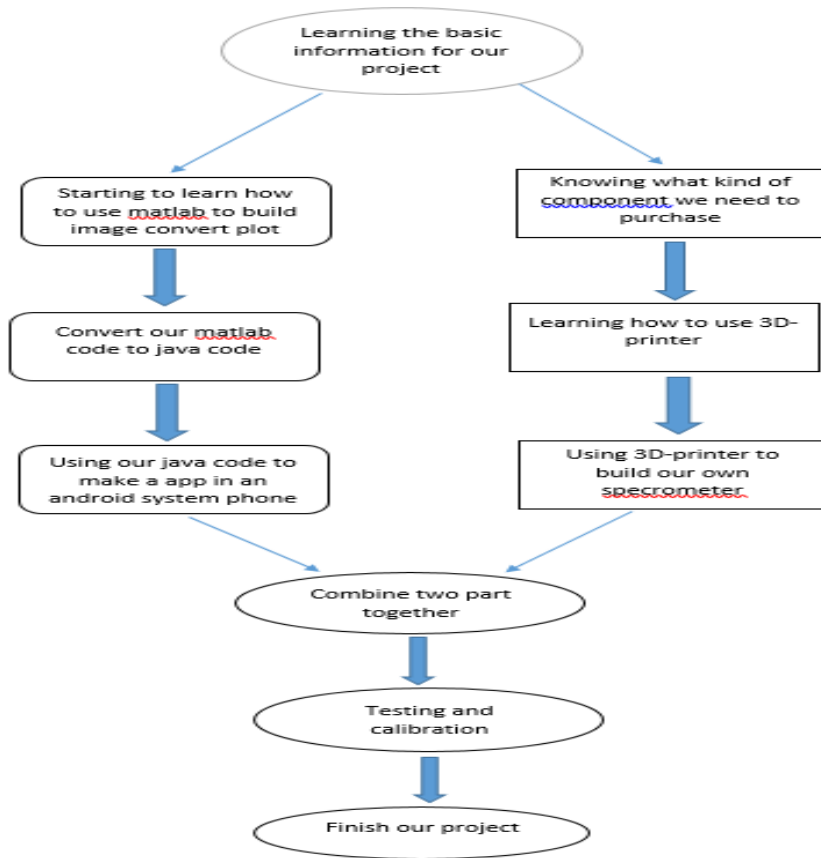 Learning the basic
information for our
project
Starting to learn how
to use matlab to build
image convert plot
Knowing what kind of
component we need to
purchase
Convert our matlab
code to java code
Learning how to use 3D-
printer
Using our java code to
make a app in an
android system phone
Using 3D-printer to
build our own
specrometer
Combine two part
together
Testing and
calibration
Finish our project